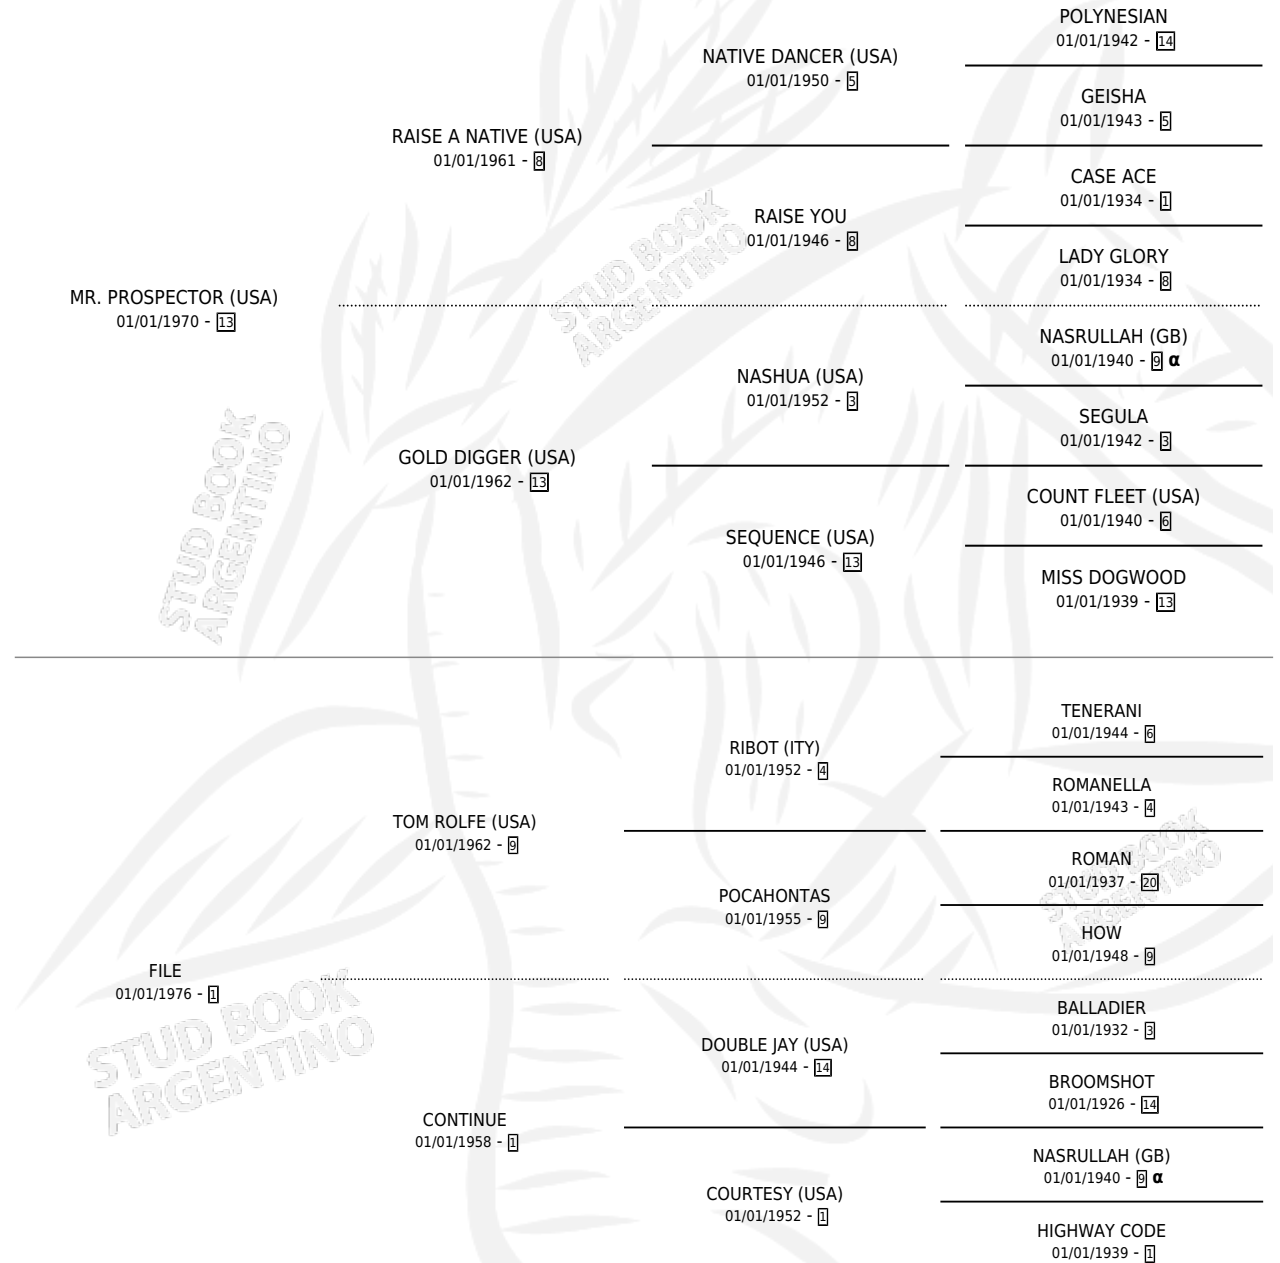 POLYNESIAN
01/01/1942 - 14
NATIVE DANCER (USA)
01/01/1950 - 5
GEISHA
01/01/1943 - 5
RAISE A NATIVE (USA)
01/01/1961 - 8
CASE ACE
01/01/1934 - 1
RAISE YOU
01/01/1946 - 8
LADY GLORY
01/01/1934 - 8
MR. PROSPECTOR (USA)
01/01/1970 - 13
NASRULLAH (GB)
01/01/1940 - 9 α
NASHUA (USA)
01/01/1952 - 3
SEGULA
01/01/1942 - 3
GOLD DIGGER (USA)
01/01/1962 - 13
COUNT FLEET (USA)
01/01/1940 - 6
SEQUENCE (USA)
01/01/1946 - 13
MISS DOGWOOD
01/01/1939 - 13
TENERANI
01/01/1944 - 6
RIBOT (ITY)
01/01/1952 - 4
ROMANELLA
01/01/1943 - 4
TOM ROLFE (USA)
01/01/1962 - 9
ROMAN
01/01/1937 - 20
POCAHONTAS
01/01/1955 - 9
HOW
01/01/1948 - 9
FILE
01/01/1976 - 1
BALLADIER
01/01/1932 - 3
DOUBLE JAY (USA)
01/01/1944 - 14
BROOMSHOT
01/01/1926 - 14
CONTINUE
01/01/1958 - 1
NASRULLAH (GB)
01/01/1940 - 9 α
COURTESY (USA)
01/01/1952 - 1
HIGHWAY CODE
01/01/1939 - 1
STUD BOOK
ARGENTINO
STUD BOOK
ARGENTINO
STUD BOOK
ARGENTINO
STUD BOOK
ARGENTINO